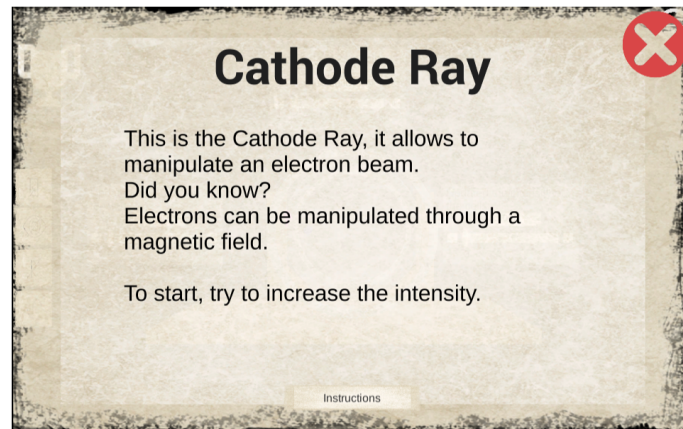 Cathode Ray
This is the Cathode Ray, it allows to
manipulate an electron beam.
Did you know?
Electrons can be manipulated through a
magnetic field.
To start, try to increase the intensity.
Instructions